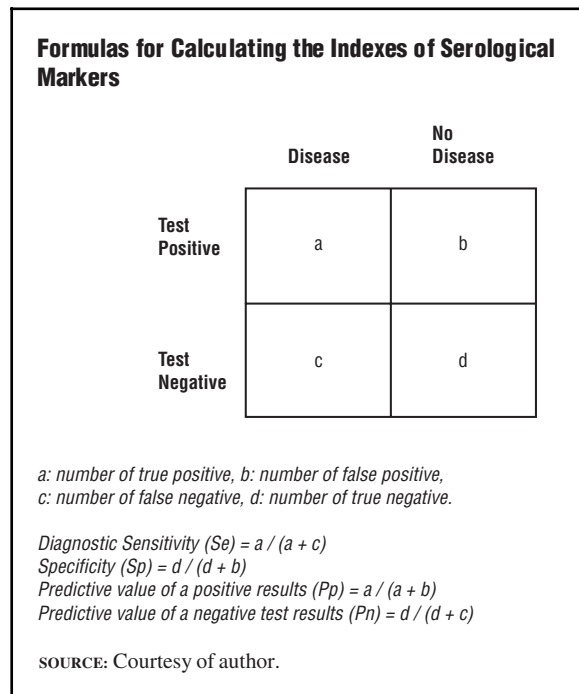 Formulas for Calculating the Indexes of Serological
Markers
No
Disease Disease
Test
Positive a b
Test
Negative c d
a: number of true positive, b: number of false positive,
c: number of false negative, d: number of true negative.
Diagnostic Sensitivity (Se) = a / (a + c)
Specificity (Sp) = d / (d + b)
Predictive value of a positive results (Pp) = a / (a + b)
Predictive value of a negative test results (Pn) = d / (d + c)
SOURCE: Courtesy of author.